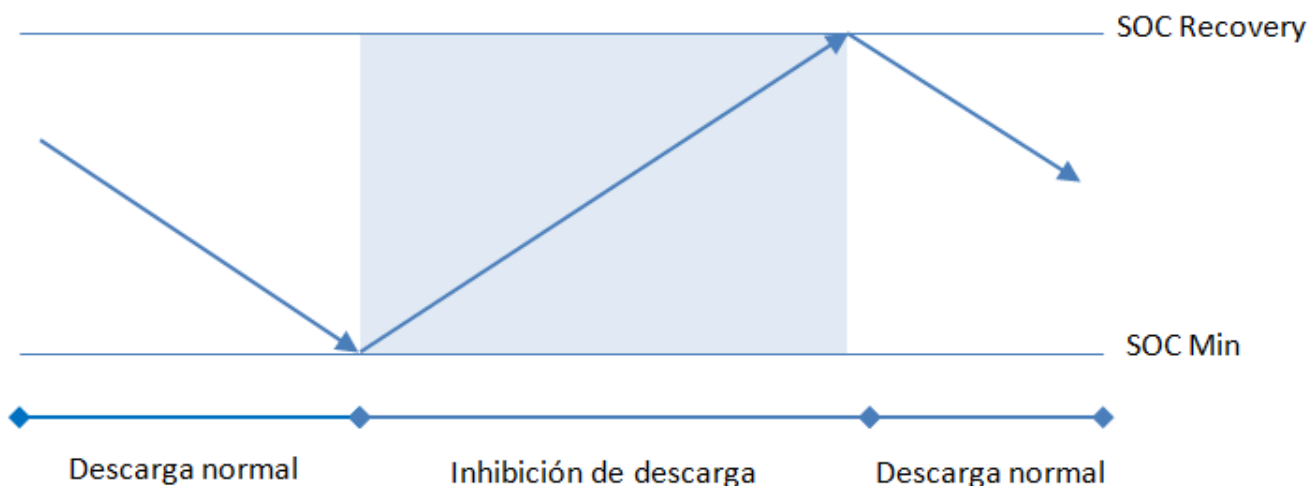 SOC Recovery
SOC Min
Descarga normal
Inhibición de descarga
Descarga normal